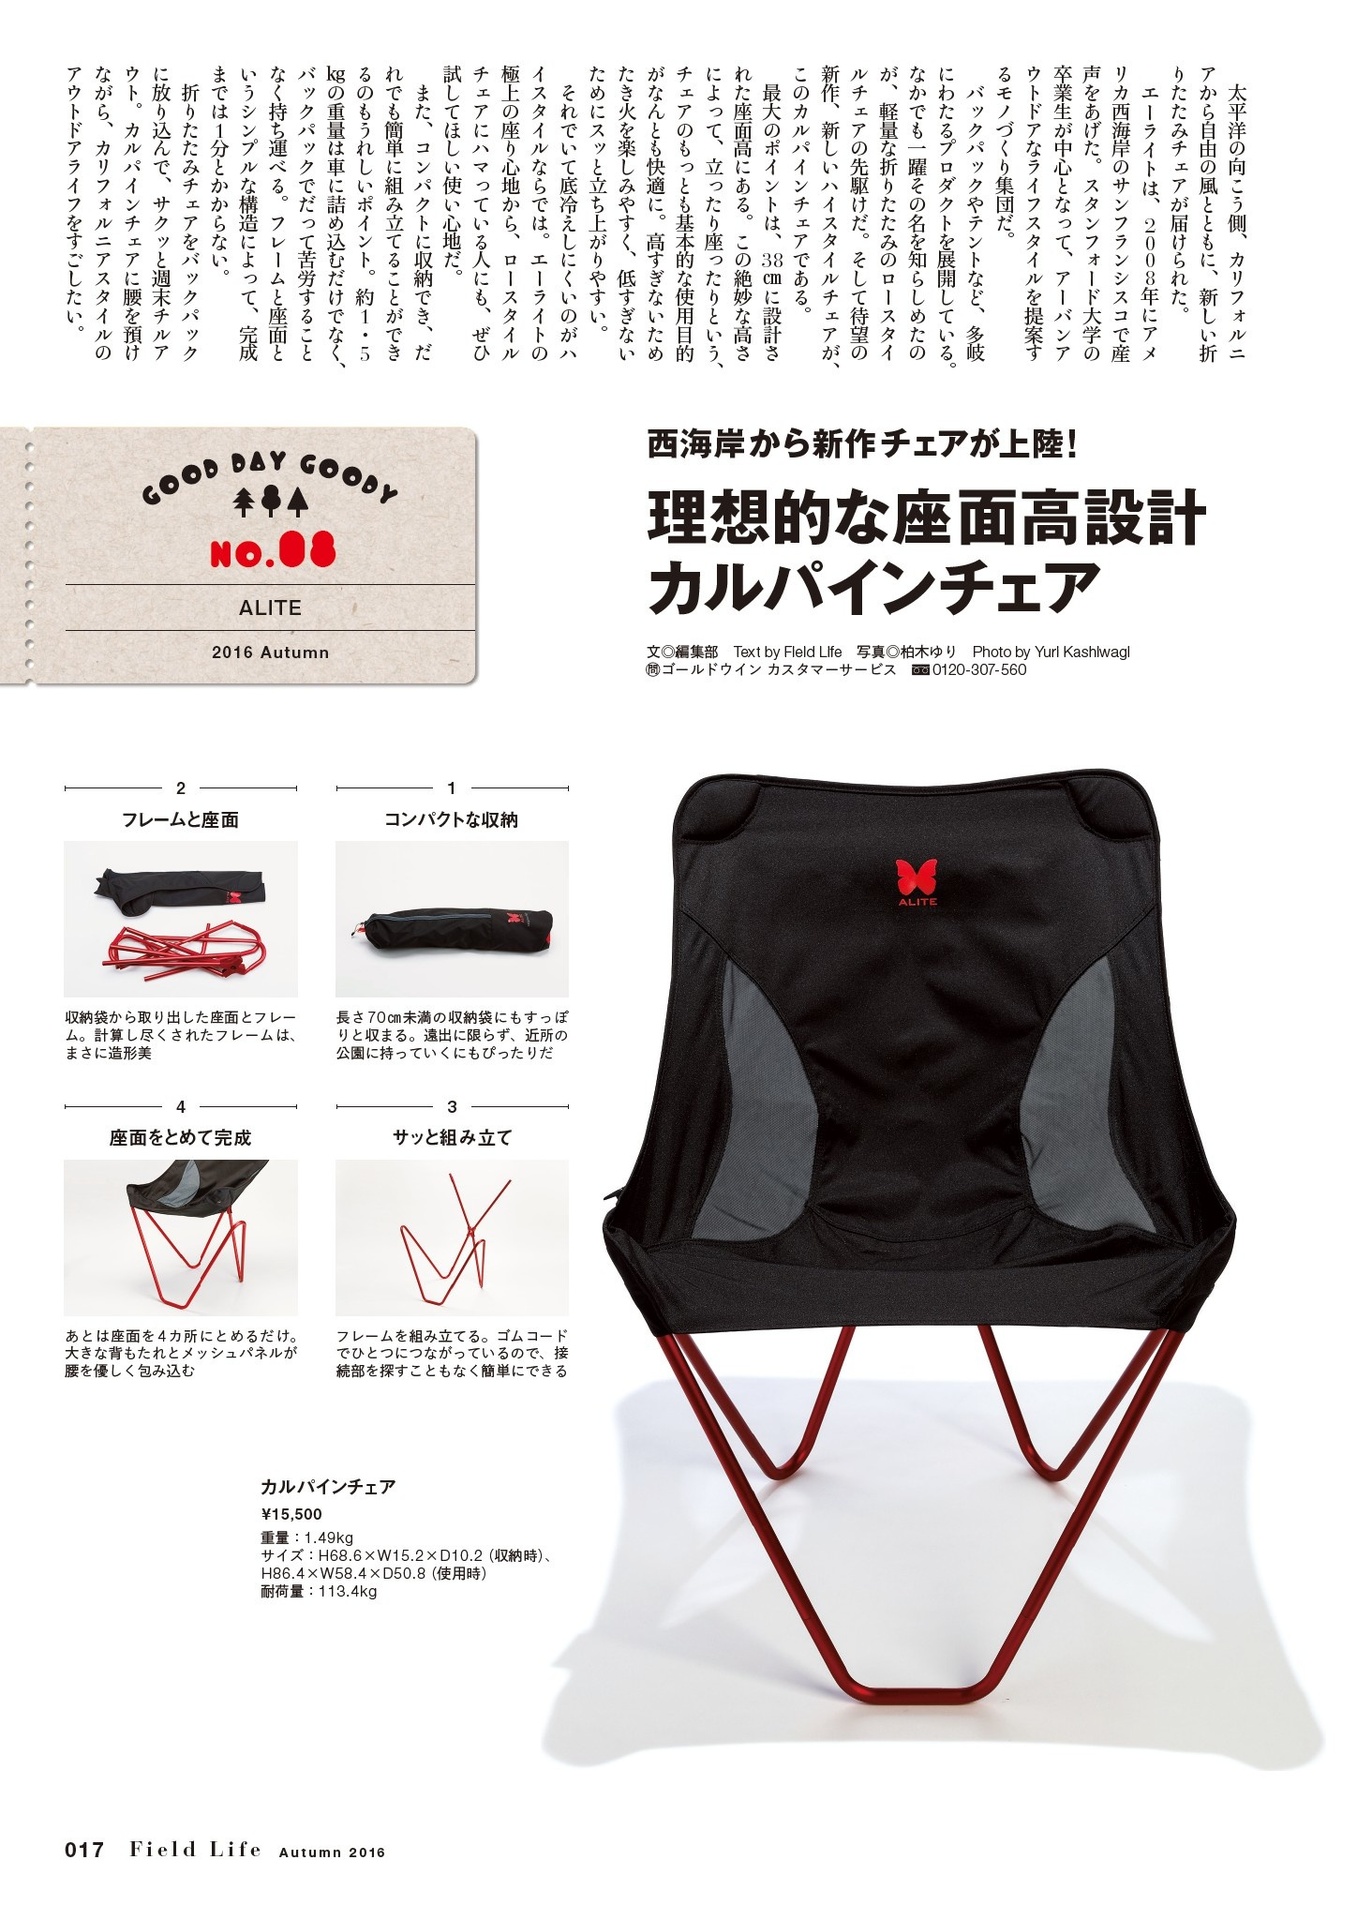 太平洋の向こう側、カリフォルニ
アから自由の風とともに、新しい折
りたたみチェアが届けられた。
エーライトは、2008年にアメ
リカ西海岸のサンフランシスコで産
声をあげた。スタンフォード大学の
卒業生が中心となって、アーバンア
ウトドアなライフスタイルを提案す
るモノづくり集団だ。
バックパックやテントなど、多岐
にわたるプロダクトを展開している。
なかでも一躍その名を知らしめたの
が、軽量な折りたたみのロースタイ
ルチェアの先駆けだ。そして待望の
新作、新しいハイスタイルチェアが、
このカルパインチェアである。
最大のポイントは、38㎝に設計さ
れた座面高にある。この絶妙な高さ
によって、立ったり座ったりという、
チェアのもっとも基本的な使用目的
がなんとも快適に。高すぎないため
たき火を楽しみやすく、低すぎない
ためにスッと立ち上がりやすい。
それでいて底冷えしにくいのがハ
イスタイルならでは。エーライトの
極上の座り心地から、ロースタイル
チェアにハマっている人にも、ぜひ
試してほしい使い心地だ。
また、コンパクトに収納でき、だ
れでも簡単に組み立てることができ
るのもうれしいポイント。約1・5
㎏の重量は車に詰め込むだけでなく、
バックパックでだって苦労すること
なく持ち運べる。フレームと座面と
いうシンプルな構造によって、完成
までは1分とかからない。
折りたたみチェアをバックパック
に放り込んで、サクッと週末チルア
ウト。カルパインチェアに腰を預け
ながら、カリフォルニアスタイルの
アウトドアライフをすごしたい。
GOOD DAY GOODY
NO.08
ALITE
2016 Autumn
西海岸から新作チェアが上陸！
理想的な座面高設計
カルパインチェア
文◎編集部 Text by Field Life 写真◎柏木ゆり Photo by Yuri Kashiwagi
㉄ゴールドウイン カスタマーサービス 0120-307-560
1
コンパクトな収納
ALITE
長さ70㎝未満の収納袋にもすっぽ
りと収まる。遠出に限らず、近所の
公園に持っていくにもぴったりだ
2
フレームと座面
収納袋から取り出した座面とフレー
ム。計算し尽くされたフレームは、
まさに造形美
3
サッと組み立て
フレームを組み立てる。ゴムコード
でひとつにつながっているので、接
続部を探すこともなく簡単にできる
4
座面をとめて完成
あとは座面を4カ所にとめるだけ。
大きな背もたれとメッシュパネルが
腰を優しく包み込む
ALITE
カルパインチェア
¥15,500
重量：1.49kg
サイズ：H68.6×W15.2×D10.2（収納時）、
H86.4×W58.4×D50.8（使用時）
耐荷量：113.4kg
017 Field Life Autumn 2016